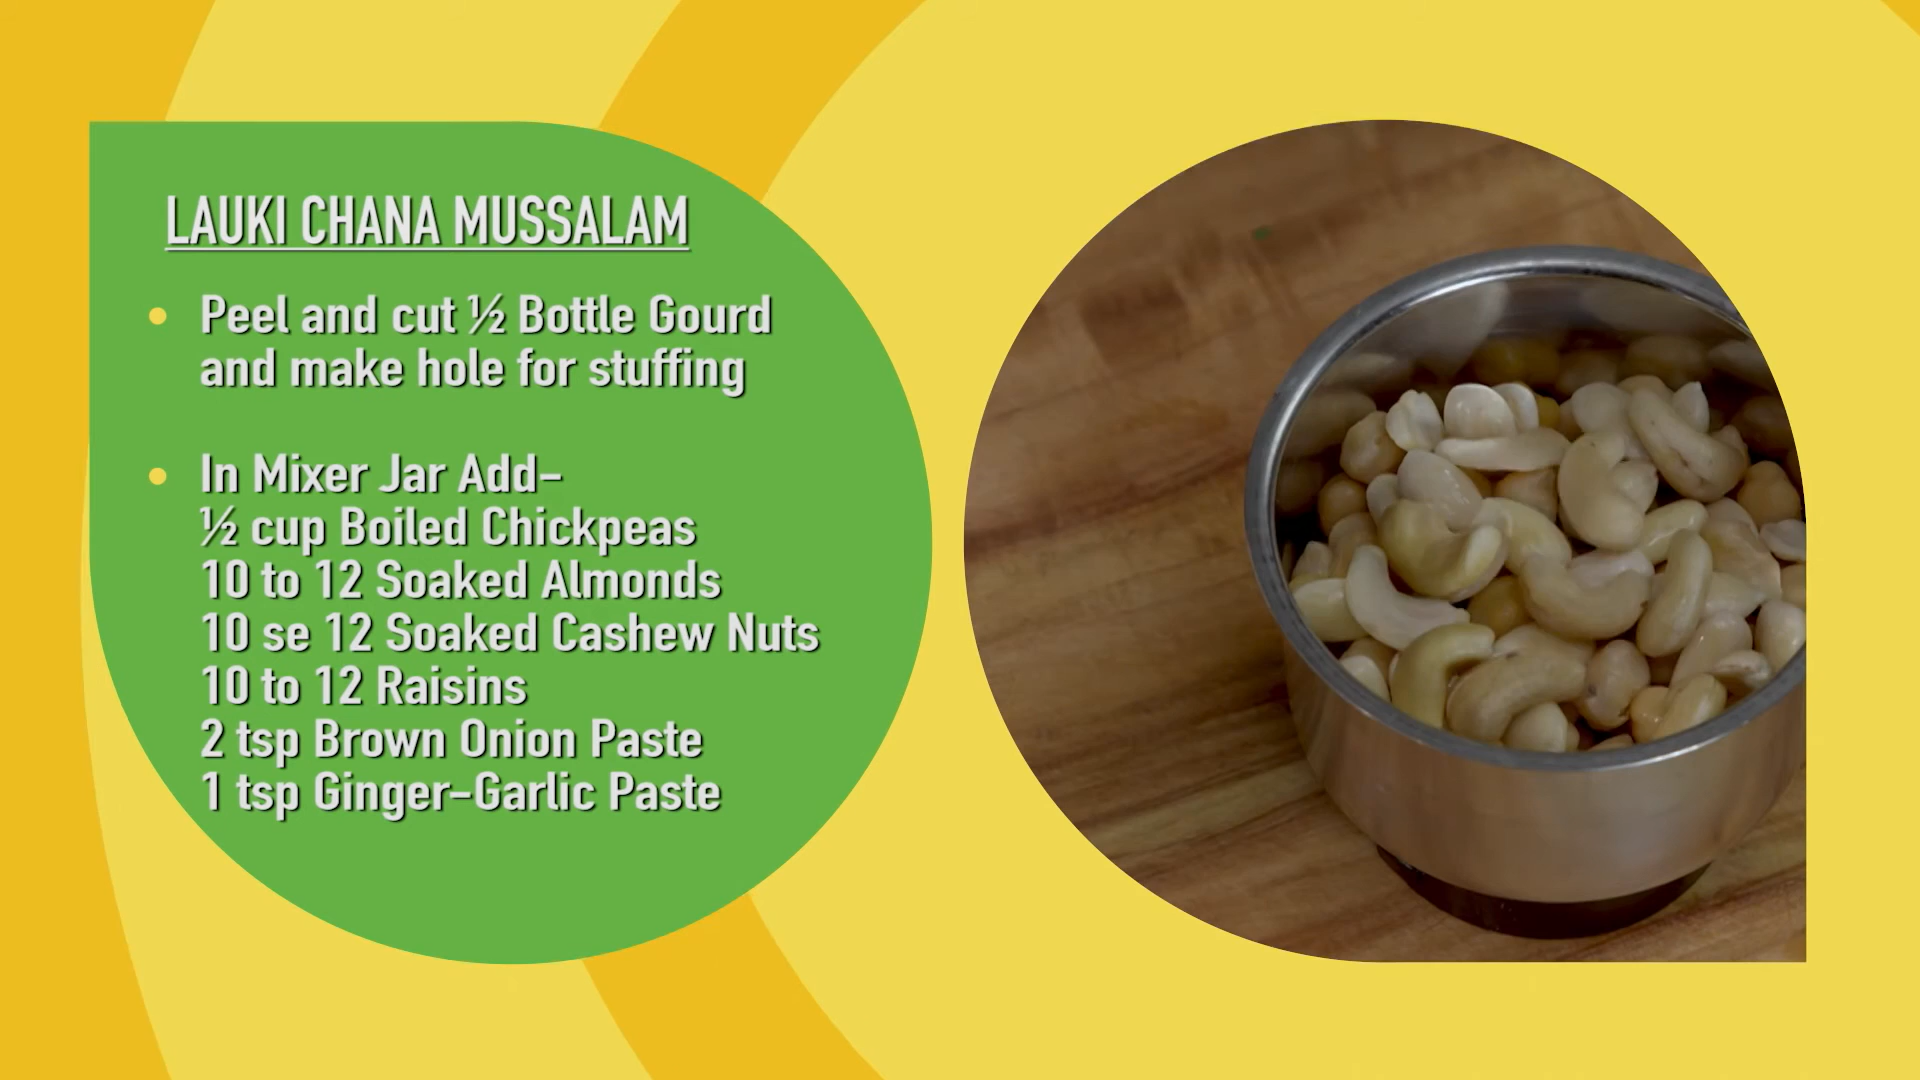 LAUKI CHANA MUSSALAM
• Peel and cut ½ Bottle Gourd
and make hole for stuffing
• In Mixer Jar Add-
½ cup Boiled Chickpeas
10 to 12 Soaked Almonds
10 se 12 Soaked Cashew Nuts
10 to 12 Raisins
2 tsp Brown Onion Paste
1 tsp Ginger-Garlic Paste